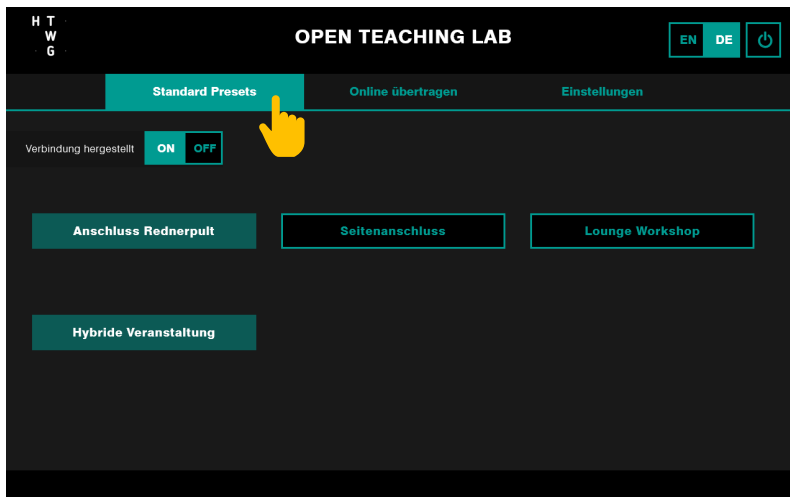 H T
W
G
OPEN TEACHING LAB
EN DE
Standard Presets Online übertragen Einstellungen
Verbindung hergestellt ON OFF
Anschluss Rednerpult Seitenanschluss Lounge Workshop
Hybride Veranstaltung